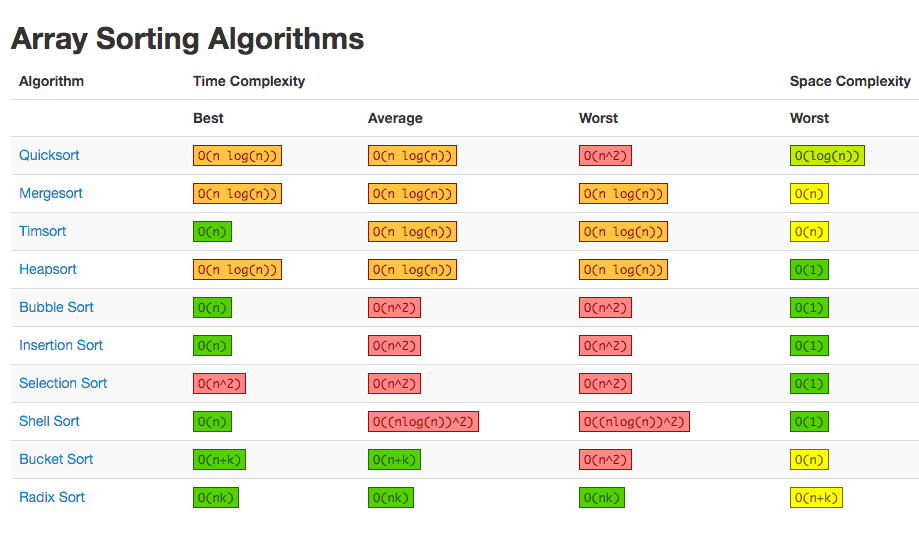 Array Sorting Algorithms
Algorithm Time Complexity Space Complexity
Best Average Worst Worst
Quicksort O(n log(n)) O(n log(n)) O(n^2) O(log(n))
Mergesort O(n log(n)) O(n log(n)) O(n log(n)) O(n)
Timsort O(n) O(n log(n)) O(n log(n)) O(n)
Heapsort O(n log(n)) O(n log(n)) O(n log(n)) O(1)
Bubble Sort O(n) O(n^2) O(n^2) O(1)
Insertion Sort O(n) O(n^2) O(n^2) O(1)
Selection Sort O(n^2) O(n^2) O(n^2) O(1)
Shell Sort O(n) O((nlog(n))^2) O((nlog(n))^2) O(1)
Bucket Sort O(n+k) O(n+k) O(n^2) O(n)
Radix Sort O(nk) O(nk) O(nk) O(n+k)